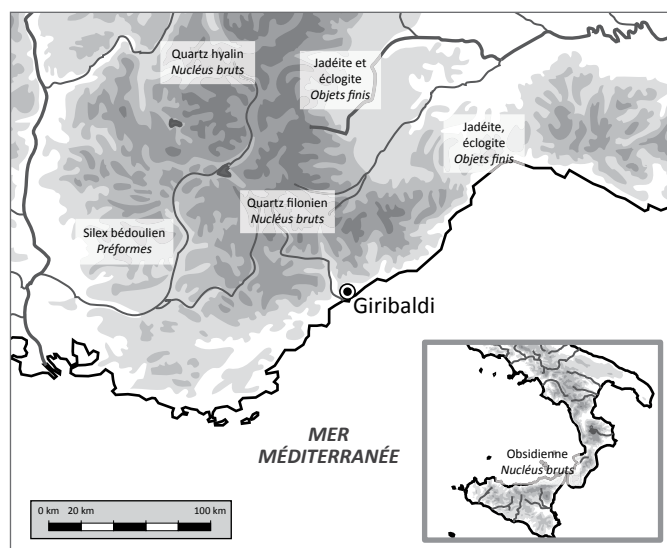 Quartz hyalin
Nucléus bruts
Jadéite et
éclogite
Objets finis
Jadéite,
éclogite
Objets finis
Quartz filonien
Nucléus bruts
Silex bédoulien
Préformes
Giribaldi
MER
MÉDITERRANÉE
Obsidienne
Nucléus bruts
0 km 20 km 100 km